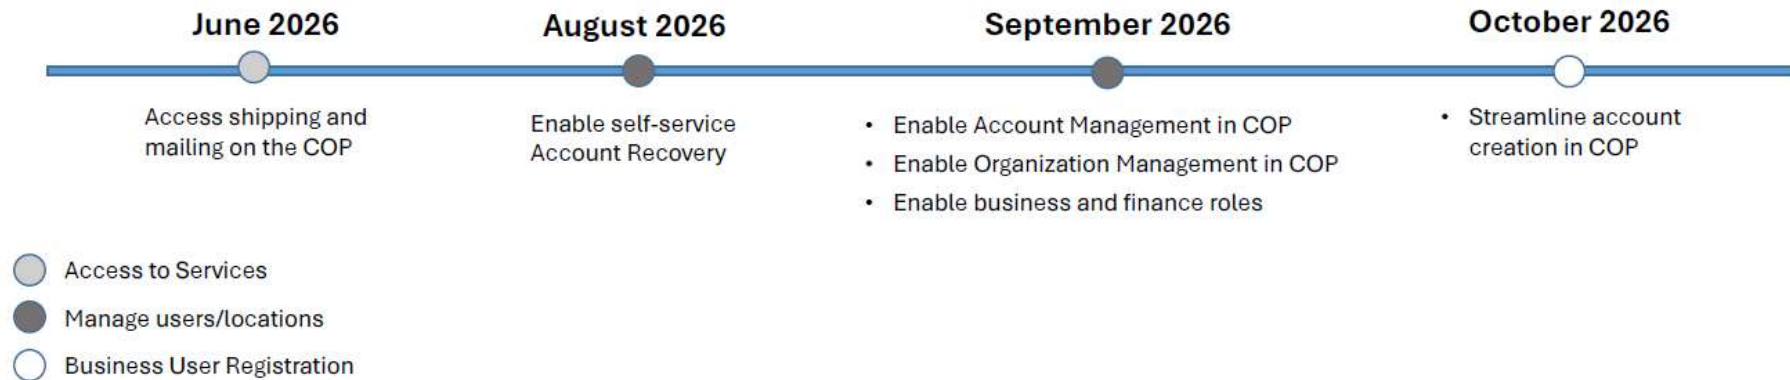 June 2026
August 2026
September 2026
October 2026
Access shipping and
mailing on the COP
Enable self-service
Account Recovery
• Enable Account Management in COP
• Enable Organization Management in COP
• Enable business and finance roles
• Streamline account
creation in COP
Access to Services
Manage users/locations
Business User Registration